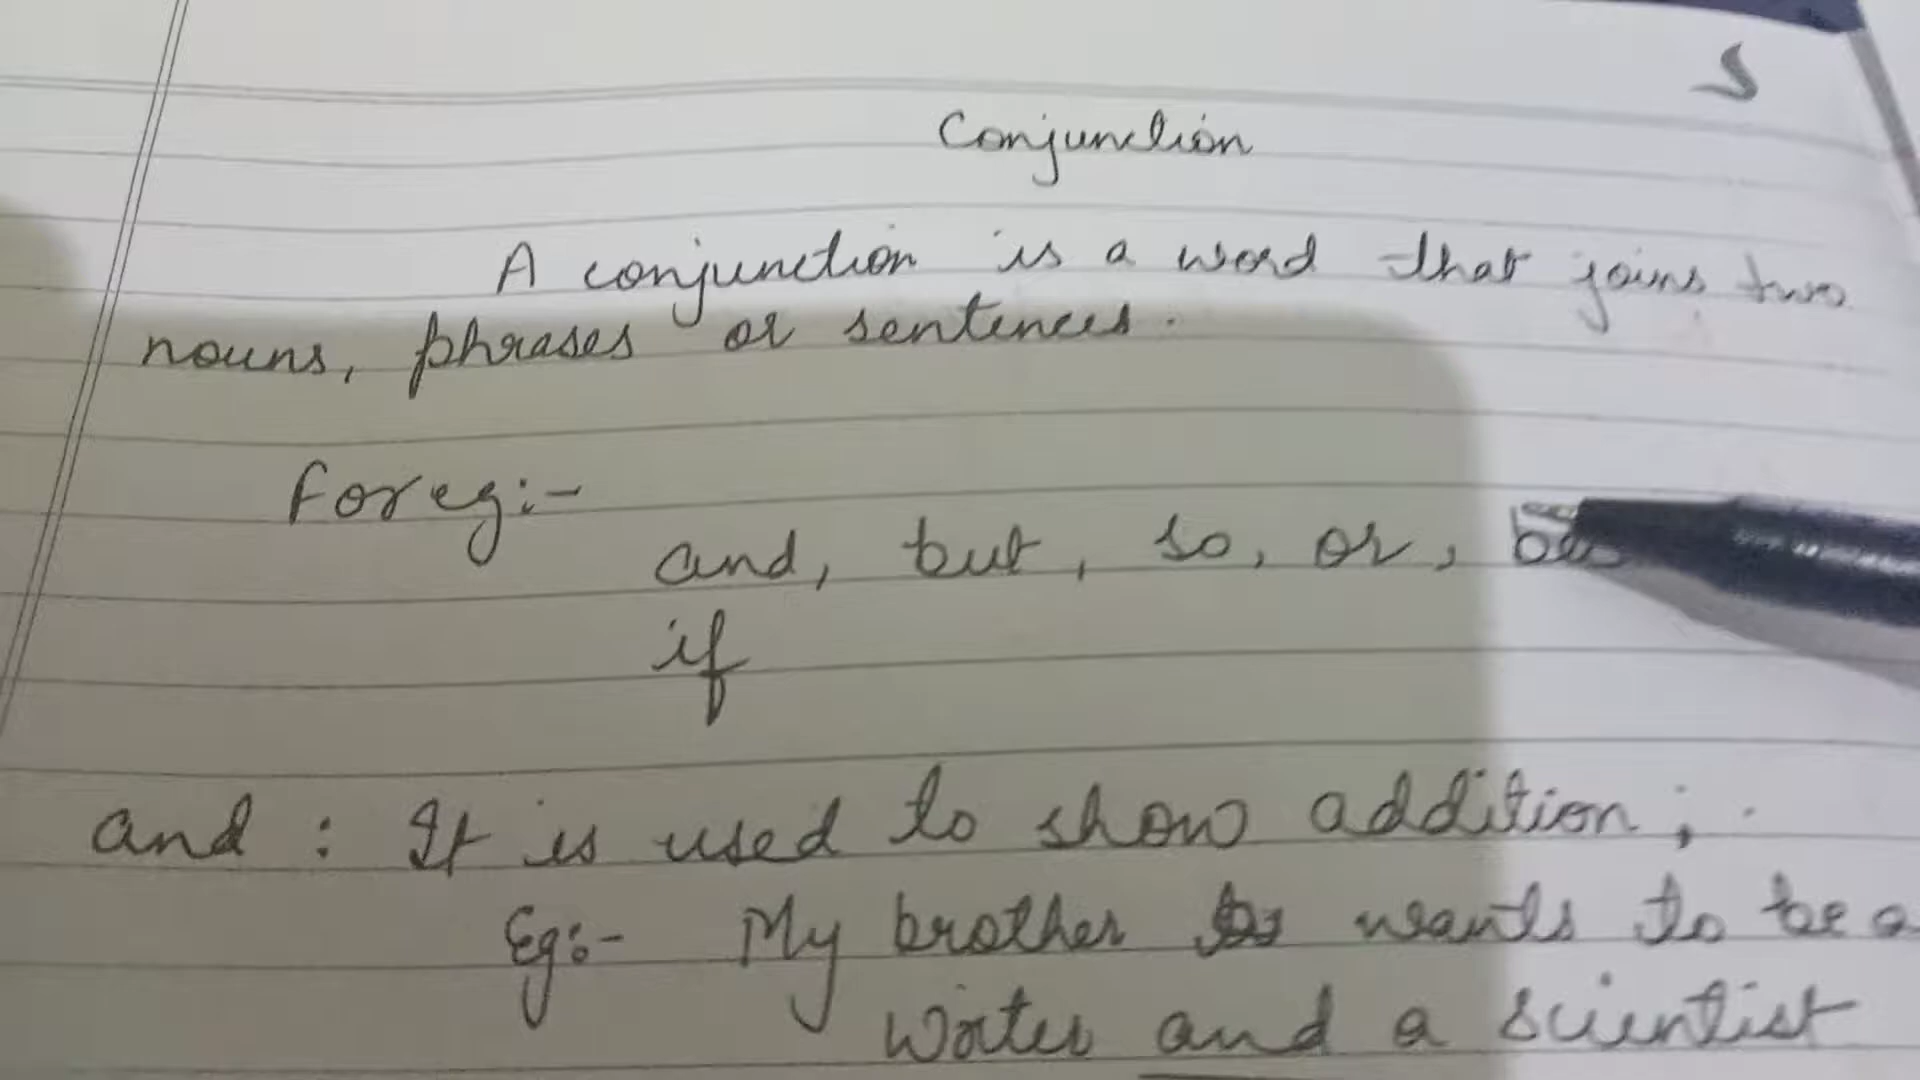 Conjunction
A conjunction is a word that joins two
nouns, phrases or sentences.
For eg:-
and, but, so, or,
if
and : It is used to show addition ;
Eg:- My brother wants to be a
writer and a scientist